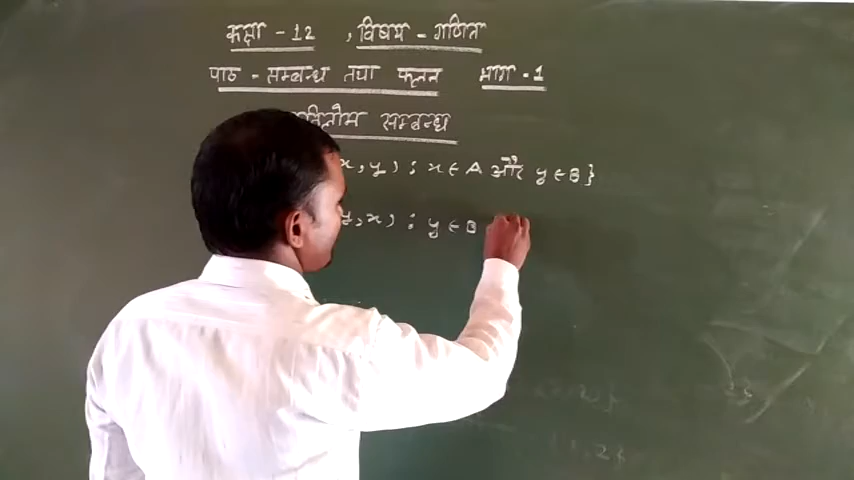 कक्षा - 12 , विषय - गणित
पाठ - सम्बन्ध तथा फलन भाग - 1
सम्बन्ध
x, y ) : x ∈ A और y ∈ B }
y, x ) : y ∈ B